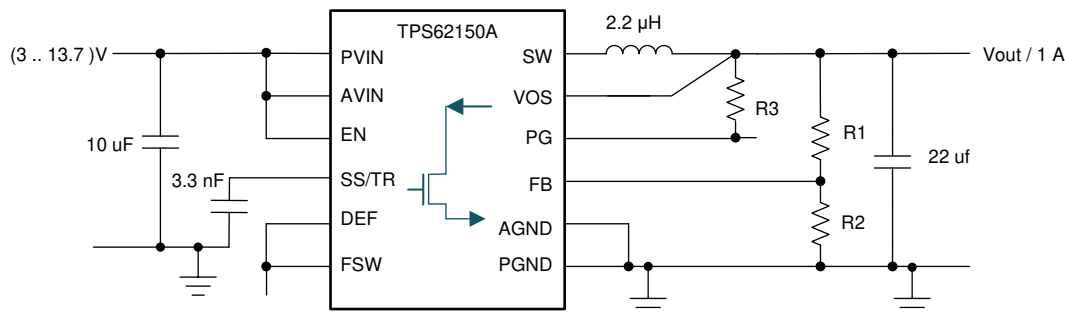 TPS62150A
2.2 µH
(3 .. 13.7 )V
PVIN
SW
Vout / 1 A
AVIN
VOS
R3
EN
PG
R1
10 uF
22 uf
3.3 nF
SS/TR
FB
DEF
AGND
R2
FSW
PGND